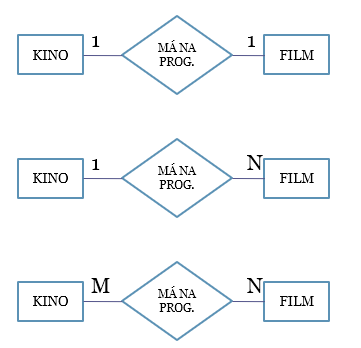 KINO 1 MÁ NA PROG. 1 FILM
KINO 1 MÁ NA PROG. N FILM
KINO M MÁ NA PROG. N FILM